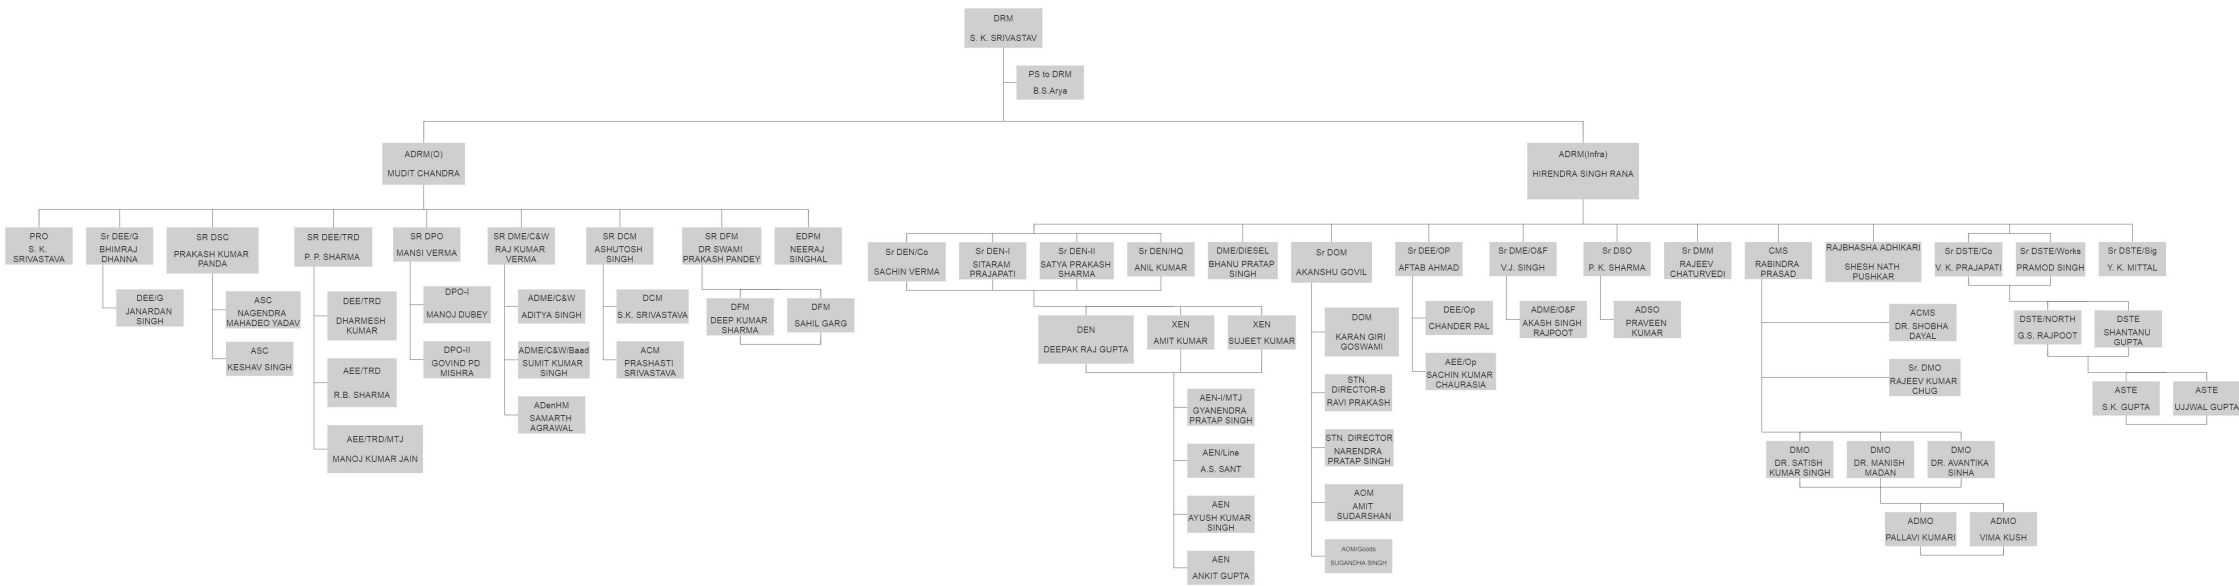 DRM
S. K. SRIVASTAV
PS to DRM
B.S.Arya
ADRM(O)
MUDIT CHANDRA
ADRM(Infra)
HIRENDRA SINGH RANA
PRO
S. K.
SRIVASTAVA
Sr DEE/G
BHIMRAJ
DHANNA
DEE/G
JANARDAN
SINGH
SR DSC
PRAKASH KUMAR
PANDA
ASC
NAGENDRA
MAHADEO YADAV
ASC
KESHAV SINGH
SR DEE/TRD
P. P. SHARMA
DEE/TRD
DHARMESH
KUMAR
AEE/TRD
R.B. SHARMA
AEE/TRD/MTJ
MANOJ KUMAR JAIN
SR DPO
MANSI VERMA
DPO-I
MANOJ DUBEY
DPO-II
GOVIND PD
MISHRA
SR DME/C&W
RAJ KUMAR
VERMA
ADME/C&W
ADITYA SINGH
ADME/C&W/Baad
SUMIT KUMAR
SINGH
ADenHM
SAMARTH
AGRAWAL
SR DCM
ASHUTOSH
SINGH
DCM
S.K. SRIVASTAVA
ACM
PRASHASTI
SRIVASTAVA
SR DFM
DR SWAMI
PRAKASH PANDEY
DFM
DEEP KUMAR
SHARMA
DFM
SAHIL GARG
EDPM
NEERAJ
SINGHAL
Sr DEN/Co
SACHIN VERMA
Sr DEN-I
SITARAM
PRAJAPATI
Sr DEN-II
SATYA PRAKASH
SHARMA
Sr DEN/HQ
ANIL KUMAR
DEN
DEEPAK RAJ GUPTA
XEN
AMIT KUMAR
XEN
SUJEET KUMAR
AEN-I/MTJ
GYANENDRA
PRATAP SINGH
AEN/Line
A.S. SANT
AEN
AYUSH KUMAR
SINGH
AEN
ANKIT GUPTA
DME/DIESEL
BHANU PRATAP
SINGH
Sr DOM
AKANSHU GOVIL
DOM
KARAN GIRI
GOSWAMI
STN.
DIRECTOR-B
RAVI PRAKASH
STN. DIRECTOR
NARENDRA
PRATAP SINGH
AOM
AMIT
SUDARSHAN
AOM/Goods
SUGANDHA SINGH
Sr DEE/OP
AFTAB AHMAD
DEE/Op
CHANDER PAL
AEE/Op
SACHIN KUMAR
CHAURASIA
Sr DME/O&F
V.J. SINGH
ADME/O&F
AKASH SINGH
RAJPOOT
Sr DSO
P. K. SHARMA
ADSO
PRAVEEN
KUMAR
Sr DMM
RAJEEV
CHATURVEDI
CMS
RABINDRA
PRASAD
ACMS
DR. SHOBHA
DAYAL
Sr. DMO
RAJEEV KUMAR
CHUG
DMO
DR. SATISH
KUMAR SINGH
DMO
DR. MANISH
MADAN
DMO
DR. AVANTIKA
SINHA
ADMO
PALLAVI KUMARI
ADMO
VIMA KUSH
RAJBHASHA ADHIKARI
SHESH NATH
PUSHKAR
Sr DSTE/Co
V. K. PRAJAPATI
Sr DSTE/Works
PRAMOD SINGH
DSTE/NORTH
G.S. RAJPOOT
DSTE
SHANTANU
GUPTA
ASTE
S.K. GUPTA
ASTE
UJJWAL GUPTA
Sr DSTE/Sig
Y. K. MITTAL